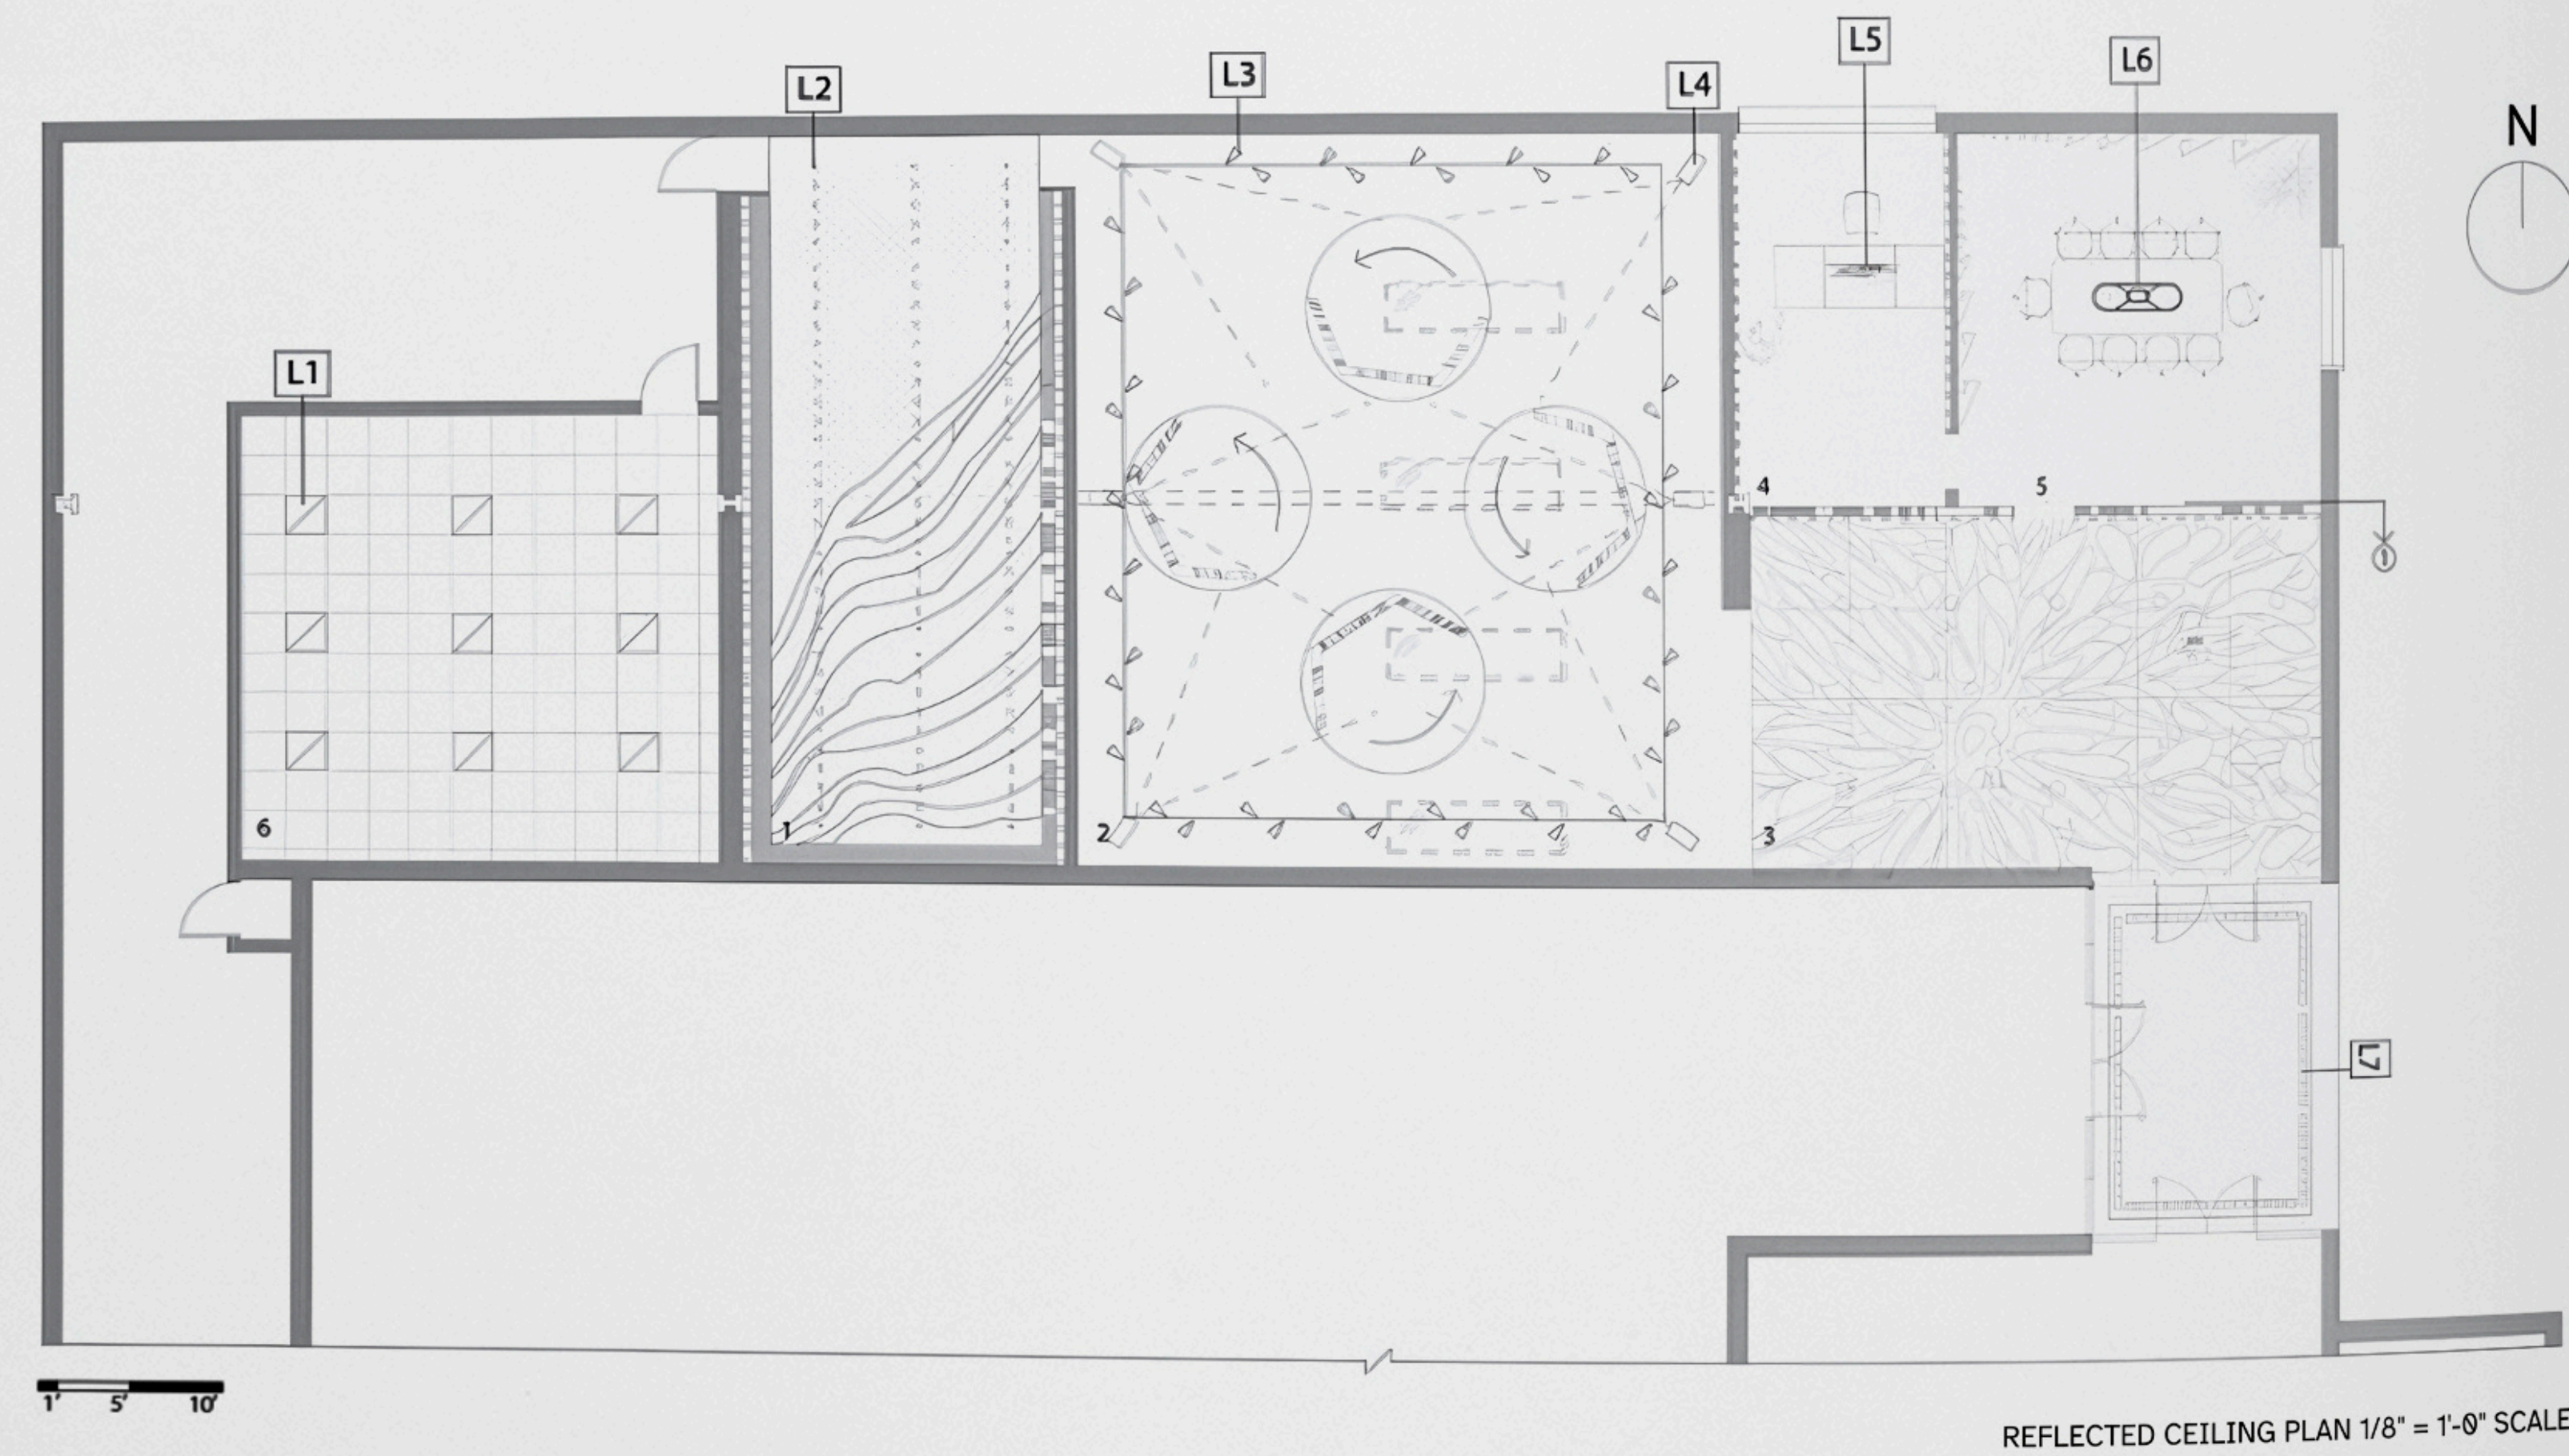 L5
L6
L3
L4
L2
N
L1
4
5
1
6
1
2
3
L7
1' 5' 10'
REFLECTED CEILING PLAN 1/8" = 1'-0" SCALE